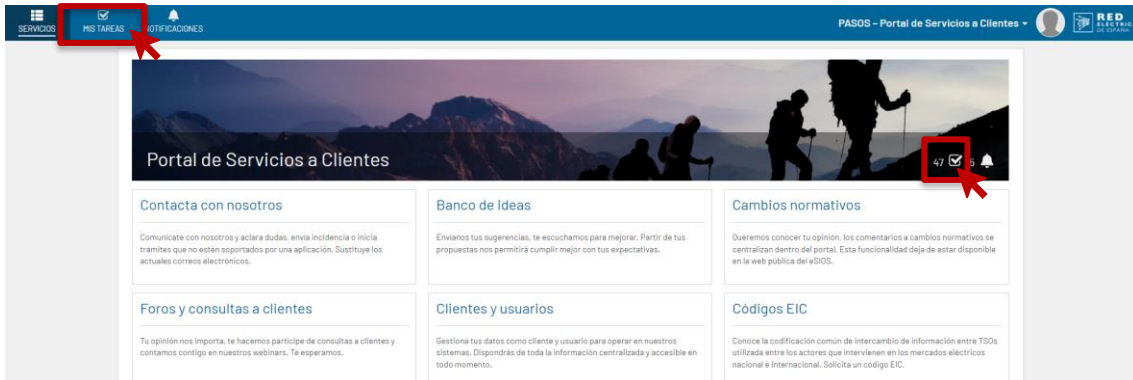 SERVICIOS
MIS TAREAS
NOTIFICACIONES
PASOS – Portal de Servicios a Clientes
RED
ELÉCTRICA
DE ESPAÑA
Portal de Servicios a Clientes
47
5
Contacta con nosotros
Comunícate con nosotros y aclara dudas, envía incidencia o inicia
trámites que no estén soportados por una aplicación. Sustituye los
actuales correos electrónicos.
Banco de ideas
Envíanos tus sugerencias, te escuchamos para mejorar. Partir de tus
propuestas nos permitirá cumplir mejor con tus expectativas.
Cambios normativos
Queremos conocer tu opinión, los comentarios a cambios normativos se
centralizan dentro del portal. Esta funcionalidad deja de estar disponible
en la web pública del eSIOS.
Foros y consultas a clientes
Tu opinión nos importa, te hacemos partícipe de consultas a clientes y
contamos contigo en nuestros webinars. Te esperamos.
Clientes y usuarios
Gestiona tus datos como cliente y usuario para operar en nuestros
sistemas. Dispondrás de toda la información centralizada y accesible en
todo momento.
Códigos EIC
Conoce la codificación común de intercambio de información entre TSOs
utilizada entre los actores que intervienen en los mercados eléctricos
nacional e internacional. Solicita un código EIC.